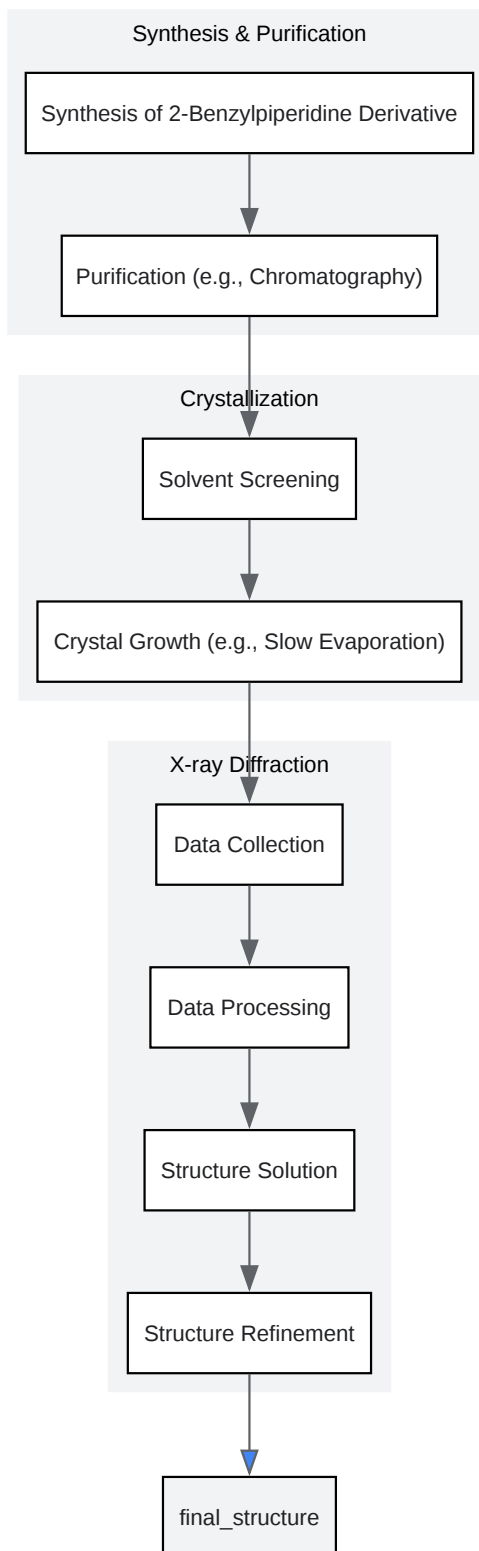 Synthesis & Purification
Synthesis of 2-Benzylpiperidine Derivative
Purification (e.g., Chromatography)
Crystallization
Solvent Screening
Crystal Growth (e.g., Slow Evaporation)
X-ray Diffraction
Data Collection
Data Processing
Structure Solution
Structure Refinement
final_structure